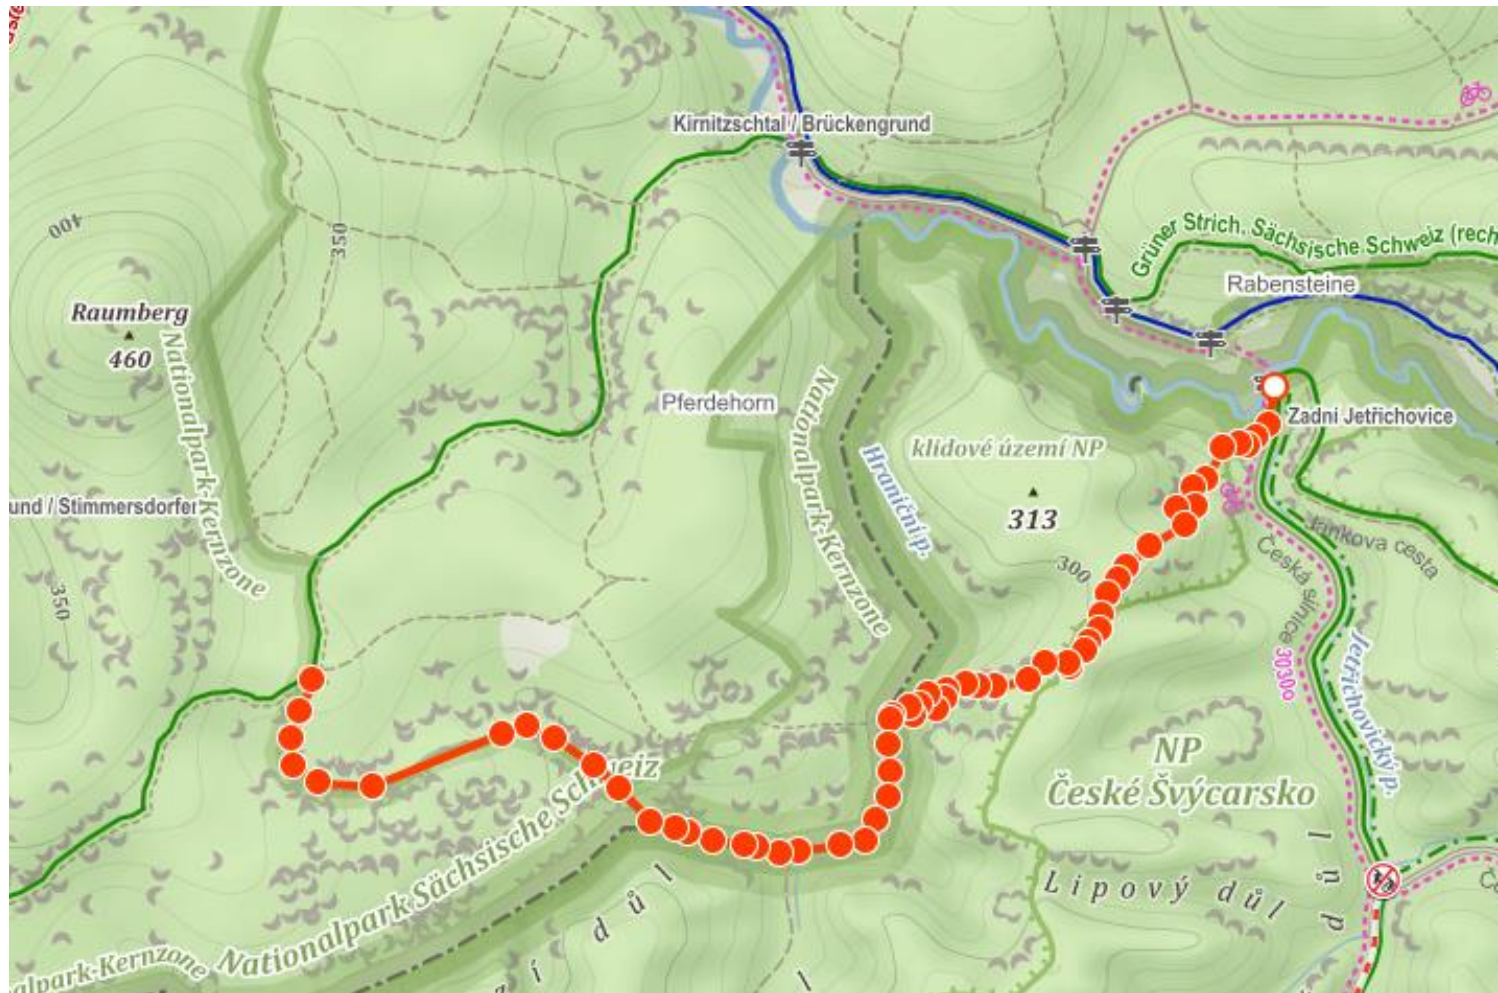 Kirnitzschtal / Brückengrund
400
350
Grüner Strich. Sächsische Schweiz (rech
Rabensteine
Raumberg
460
Nationalpark-Kernzone
Pferdehorn
Nationalpark-Kernzone
Hraniční p.
klidové území NP
313
300
Zadní Jetřichovice
und / Stimmersdorfer
Jankova cesta
Česká silnice
3030
Jetřichovický p.
350
NP
České Švýcarsko
Nationalpark Sächsische Schweiz
Lipový důl
důl
alpark-Kernzone